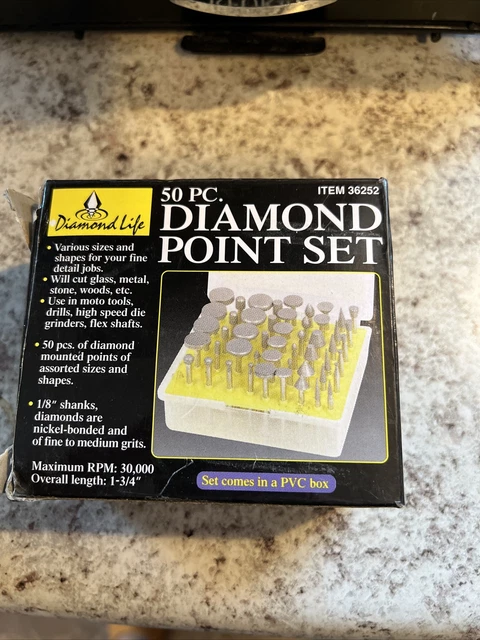 50 PC.
ITEM 36252
DIAMOND
POINT SET
Diamond Life
• Various sizes and
shapes for your fine
detail jobs.
• Will cut glass, metal,
stone, woods, etc.
• Use in moto tools,
drills, high speed die
grinders, flex shafts.
• 50 pcs. of diamond
mounted points of
assorted sizes and
shapes.
• 1/8" shanks,
diamonds are
nickel-bonded and
of fine to medium grits.
Maximum RPM: 30,000
Overall length: 1-3/4"
Set comes in a PVC box